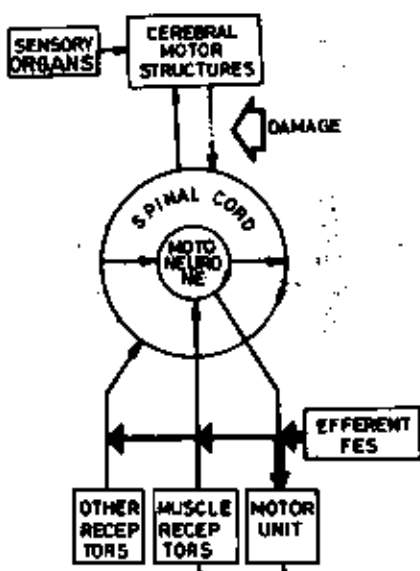 SENSORY
ORGANS
CEREBRAL
MOTOR
STRUCTURES
DAMAGE
SPINAL CORD
MOTO
NEURO
NE
EFFERENT
FES
OTHER
RECEP
TORS
MUSCLE
RECEP
TORS
MOTOR
UNIT